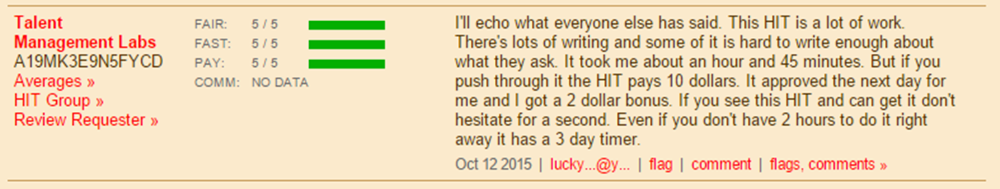 Talent
Management Labs
A19MK3E9N5FYCD
Averages »
HIT Group »
Review Requester »
FAIR: 5 / 5
FAST: 5 / 5
PAY: 5 / 5
COMM: NO DATA
I'll echo what everyone else has said. This HIT is a lot of work.
There's lots of writing and some of it is hard to write enough about
what they ask. It took me about an hour and 45 minutes. But if you
push through it the HIT pays 10 dollars. It approved the next day for
me and I got a 2 dollar bonus. If you see this HIT and can get it don't
hesitate for a second. Even if you don't have 2 hours to do it right
away it has a 3 day timer.
Oct 12 2015 | lucky...@y... | flag | comment | flags, comments »